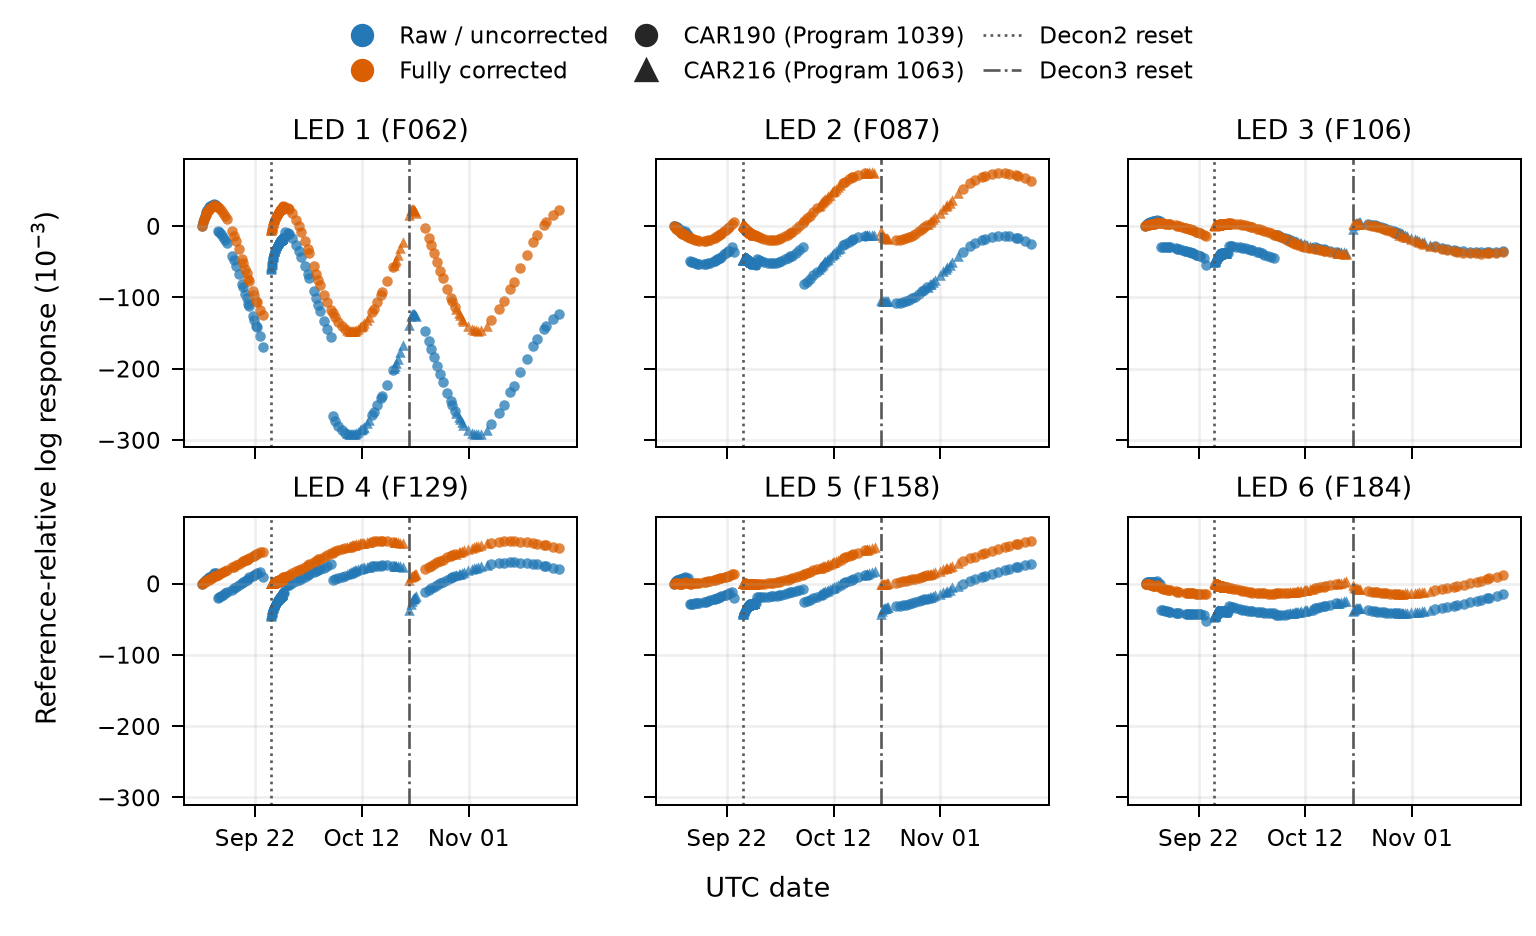 Raw / uncorrected
Fully corrected
CAR190 (Program 1039)
CAR216 (Program 1063)
Decon2 reset
Decon3 reset
LED 1 (F062)
LED 2 (F087)
LED 3 (F106)
0
−100
−200
−300
LED 4 (F129)
LED 5 (F158)
LED 6 (F184)
0
−100
−200
−300
Sep 22 Oct 12 Nov 01
Sep 22 Oct 12 Nov 01
Sep 22 Oct 12 Nov 01
Reference-relative log response (10⁻³)
UTC date